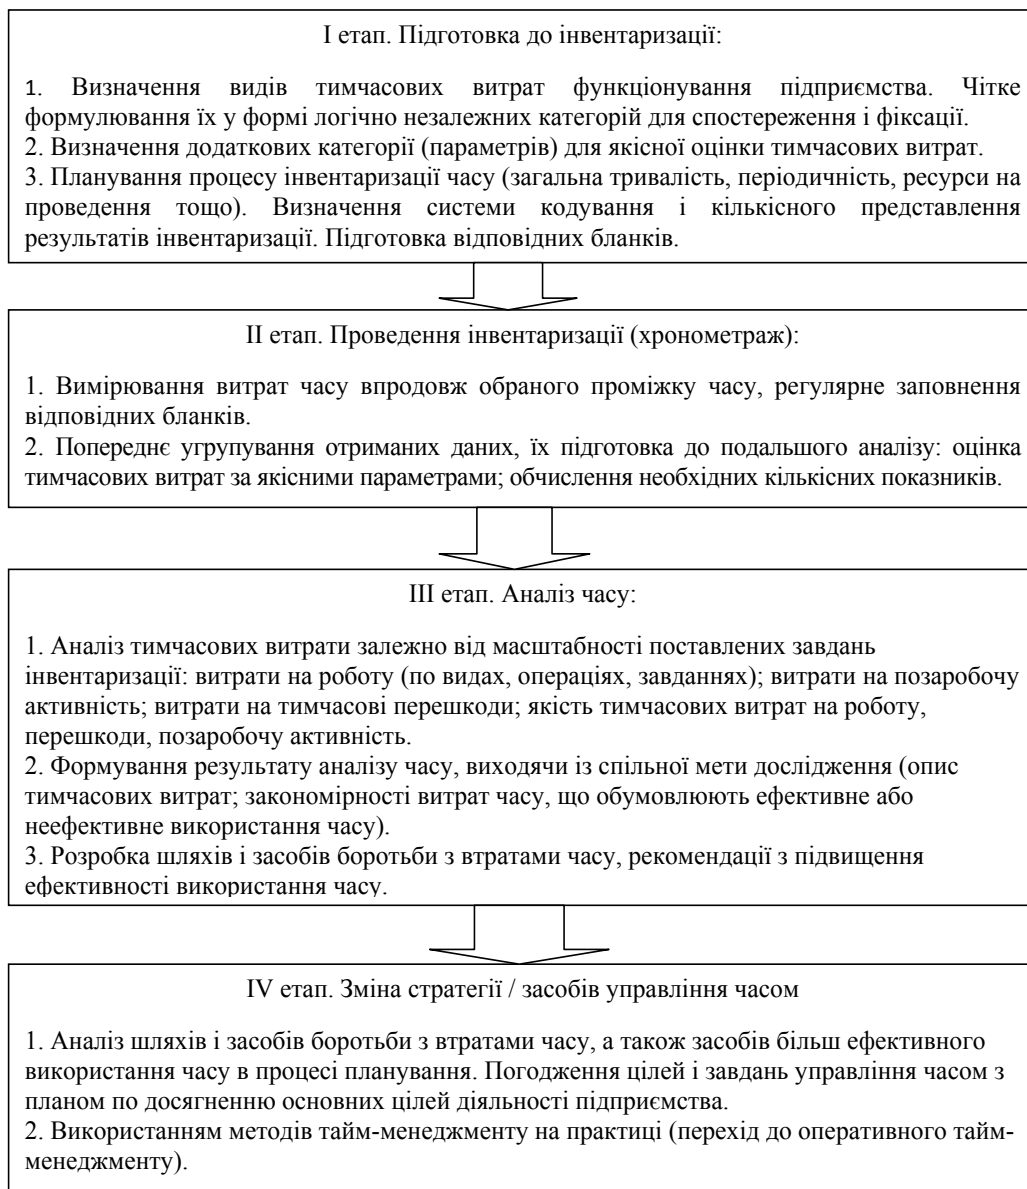 І етап. Підготовка до інвентаризації:
1. Визначення видів тимчасових витрат функціонування підприємства. Чітке
формулювання їх у формі логічно незалежних категорій для спостереження і фіксації.
2. Визначення додаткових категорії (параметрів) для якісної оцінки тимчасових витрат.
3. Планування процесу інвентаризації часу (загальна тривалість, періодичність, ресурси на
проведення тощо). Визначення системи кодування і кількісного представлення
результатів інвентаризації. Підготовка відповідних бланків.
ІІ етап. Проведення інвентаризації (хронометраж):
1. Вимірювання витрат часу впродовж обраного проміжку часу, регулярне заповнення
відповідних бланків.
2. Попереднє угрупування отриманих даних, їх підготовка до подальшого аналізу: оцінка
тимчасових витрат за якісними параметрами; обчислення необхідних кількісних показників.
ІІІ етап. Аналіз часу:
1. Аналіз тимчасових витрати залежно від масштабності поставлених завдань
інвентаризації: витрати на роботу (по видах, операціях, завданнях); витрати на позаробочу
активність; витрати на тимчасові перешкоди; якість тимчасових витрат на роботу,
перешкоди, позаробочу активність.
2. Формування результату аналізу часу, виходячи із спільної мети дослідження (опис
тимчасових витрат; закономірності витрат часу, що обумовлюють ефективне або
неефективне використання часу).
3. Розробка шляхів і засобів боротьби з втратами часу, рекомендації з підвищення
ефективності використання часу.
IV етап. Зміна стратегії / засобів управління часом
1. Аналіз шляхів і засобів боротьби з втратами часу, а також засобів більш ефективного
використання часу в процесі планування. Погодження цілей і завдань управління часом з
планом по досягненню основних цілей діяльності підприємства.
2. Використанням методів тайм-менеджменту на практиці (перехід до оперативного тайм-
менеджменту).